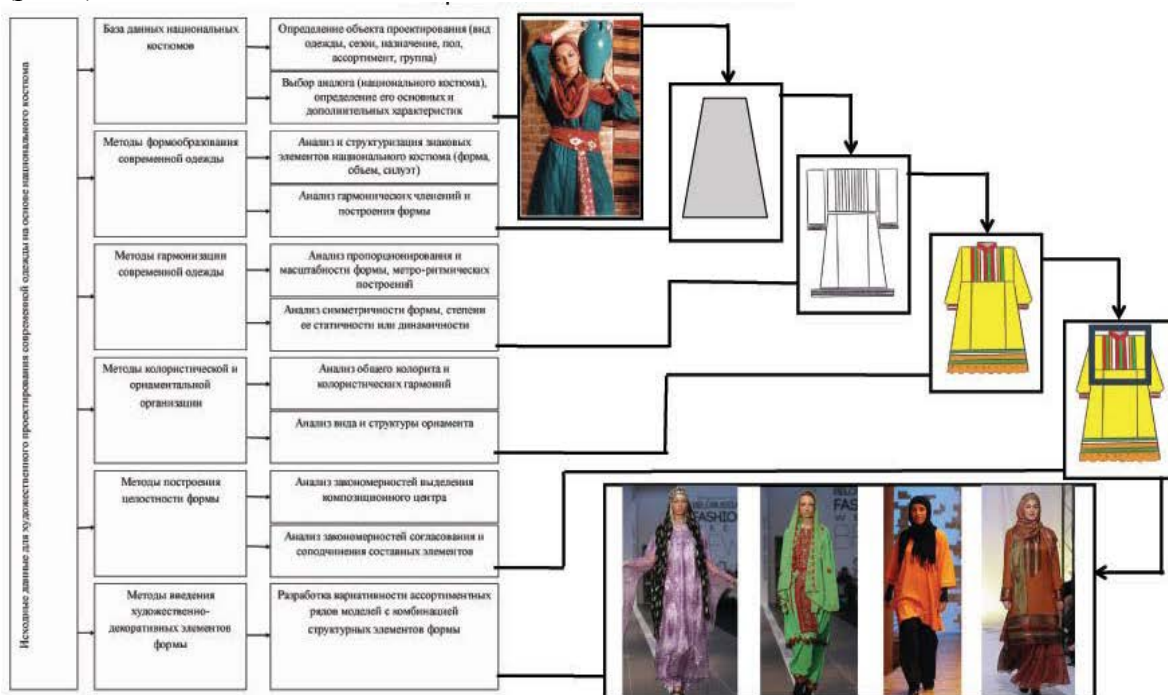 Исходные данные для художественного проектирования современной одежды на основе национального костюма
База данных национальных
костюмов
Определение объекта проектирования (вид
одежды, сезон, назначение, пол,
ассортимент, группа)
Выбор аналога (национального костюма),
определение его основных и
дополнительных характеристик
Методы формообразования
современной одежды
Анализ и структуризация знаковых
элементов национального костюма (форма,
объем, силуэт)
Анализ гармонических членений и
построения формы
Методы гармонизации
современной одежды
Анализ пропорционирования и
масштабности формы, метро-ритмических
построений
Анализ симметричности формы, степени
ее статичности или динамичности
Методы колористической и
орнаментальной
организации
Анализ общего колорита и
колористических гармоний
Анализ вида и структуры орнамента
Методы построения
целостности формы
Анализ закономерностей выделения
композиционного центра
Анализ закономерностей согласования и
соподчинения составных элементов
Методы введения
художественно-
декоративных элементов
формы
Разработка вариативности ассортиментных
рядов моделей с комбинацией
структурных элементов формы
FASHION
FAS